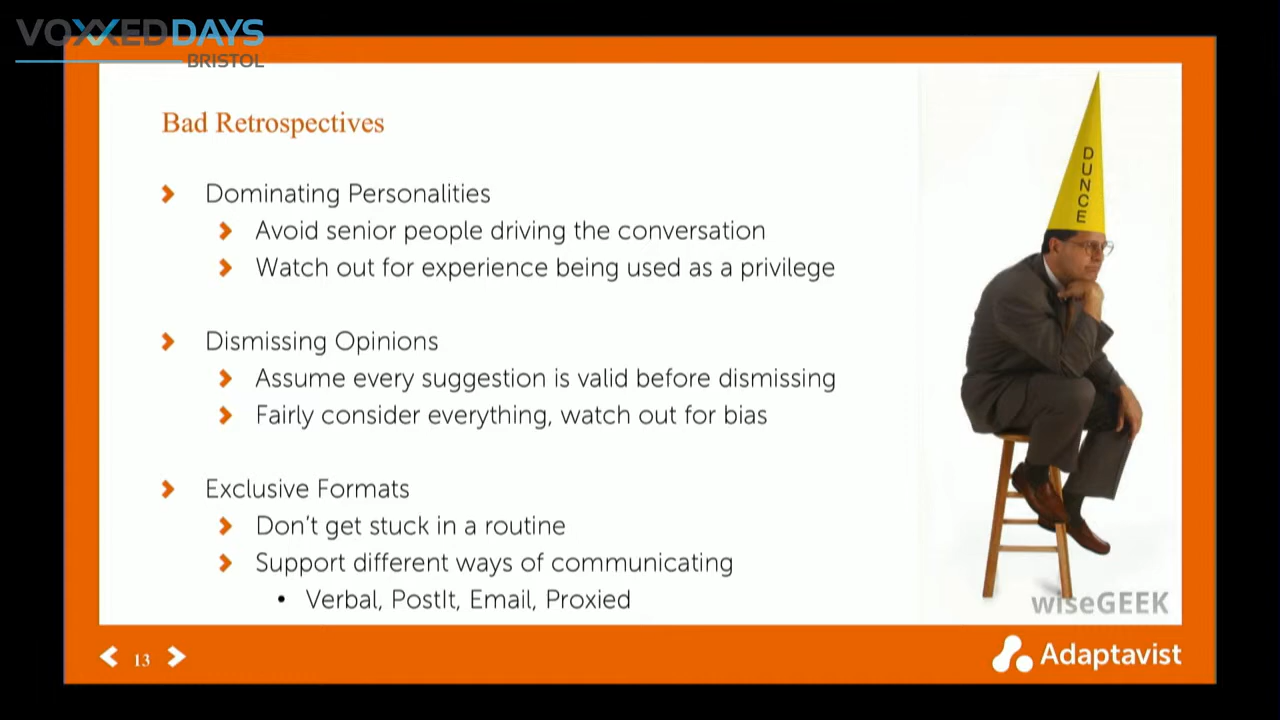 VOXXED DAYS
BRISTOL
Bad Retrospectives
Dominating Personalities
Avoid senior people driving the conversation
Watch out for experience being used as a privilege
Dismissing Opinions
Assume every suggestion is valid before dismissing
Fairly consider everything, watch out for bias
Exclusive Formats
Don't get stuck in a routine
Support different ways of communicating
• Verbal, PostIt, Email, Proxied
DUNCE
wiseGEEK
13
Adaptavist